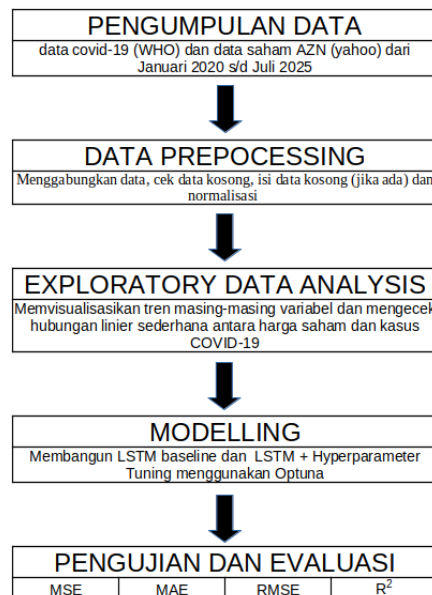 PENGUMPULAN DATA
data covid-19 (WHO) dan data saham AZN (yahoo) dari
Januari 2020 s/d Juli 2025
DATA PREPOCESSING
Menggabungkan data, cek data kosong, isi data kosong (jika ada) dan
normalisasi
EXPLORATORY DATA ANALYSIS
Memvisualisasikan tren masing-masing variabel dan mengecek
hubungan linier sederhana antara harga saham dan kasus
COVID-19
MODELLING
Membangun LSTM baseline dan LSTM + Hyperparameter
Tuning menggunakan Optuna
PENGUJIAN DAN EVALUASI
MSE MAE RMSE R²